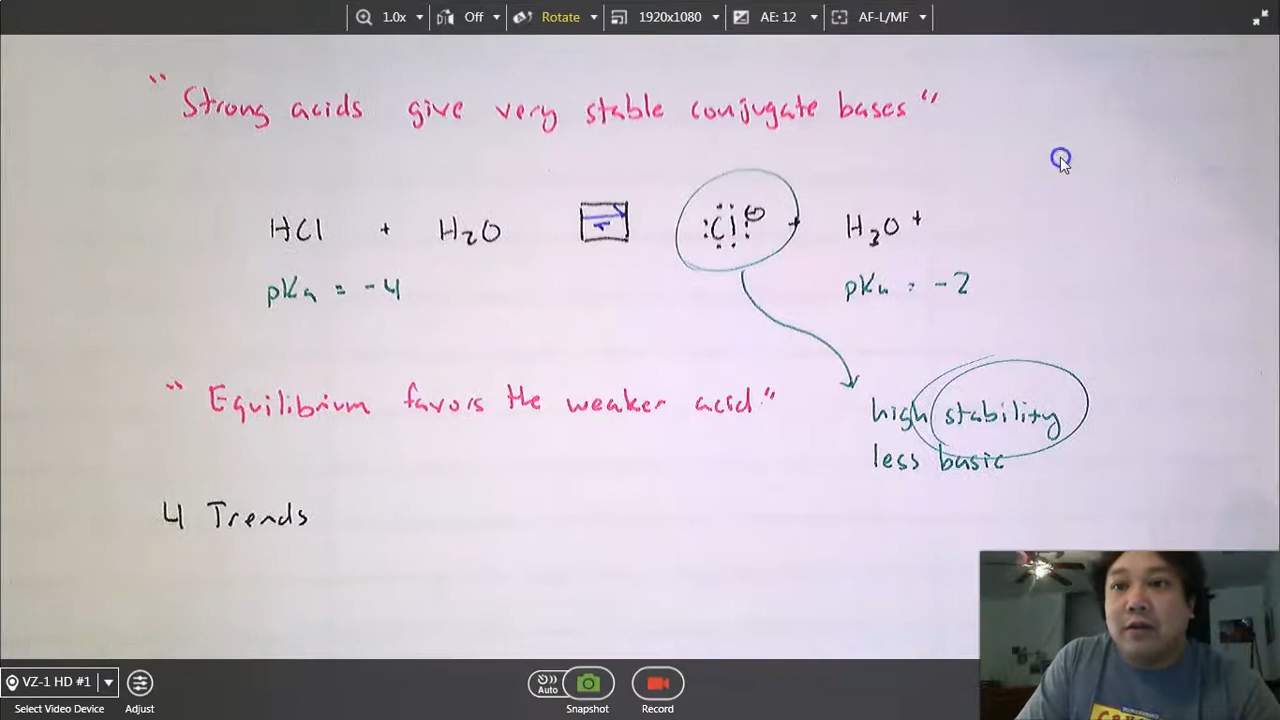 1.0x Off Rotate 1920x1080 AE: 12 AF-L/MF
"Strong acids give very stable conjugate bases"
HCl + H₂O :Cl:⊖ + H₃O⁺
pKa = -4 pKa = -2
"Equilibrium favors the weaker acid."
high stability
less basic
4 Trends
VZ-1 HD #1 Auto
Select Video Device Adjust Snapshot Record